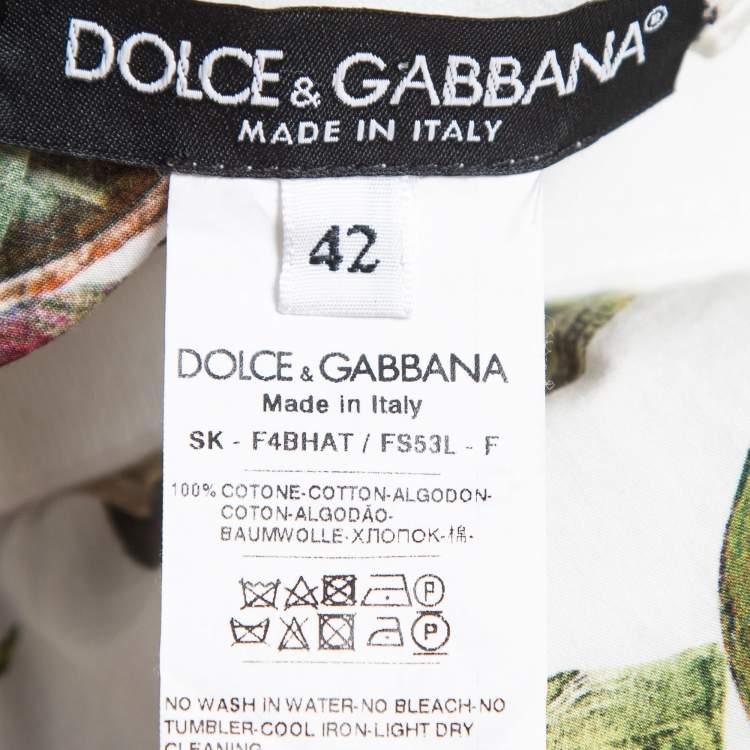 DOLCE & GABBANA®
MADE IN ITALY
42
DOLCE & GABBANA
Made in Italy
SK - F4BHAT / FS53L - F
100% COTONE-COTTON-ALGODON-
COTON-ALGODÃO-
BAUMWOLLE-ХЛОПОК-棉-
P
P
NO WASH IN WATER-NO BLEACH-NO
TUMBLER-COOL IRON-LIGHT DRY
CLEANING